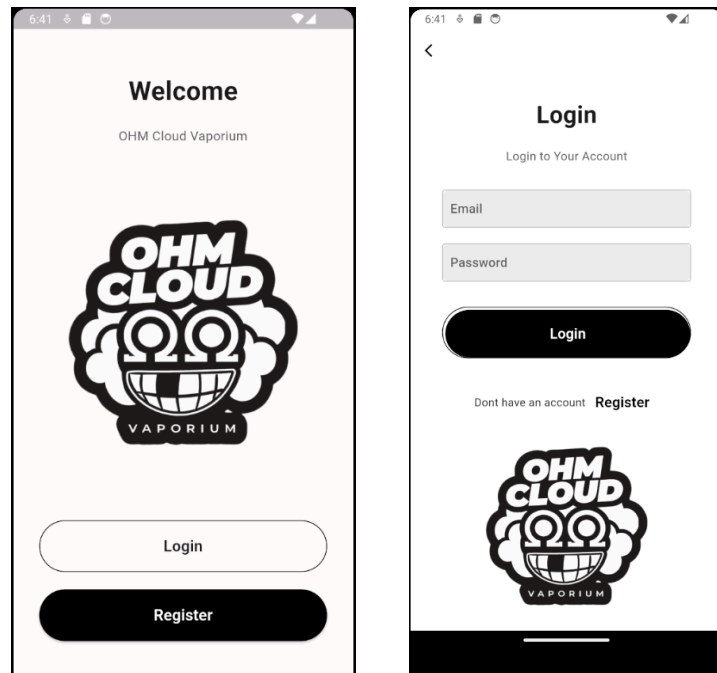 6:41
Welcome
OHM Cloud Vaporium
OHM
CLOUD
VAPORIUM
Login
Register
6:41
Login
Login to Your Account
Email
Password
Login
Dont have an account Register
OHM
CLOUD
VAPORIUM